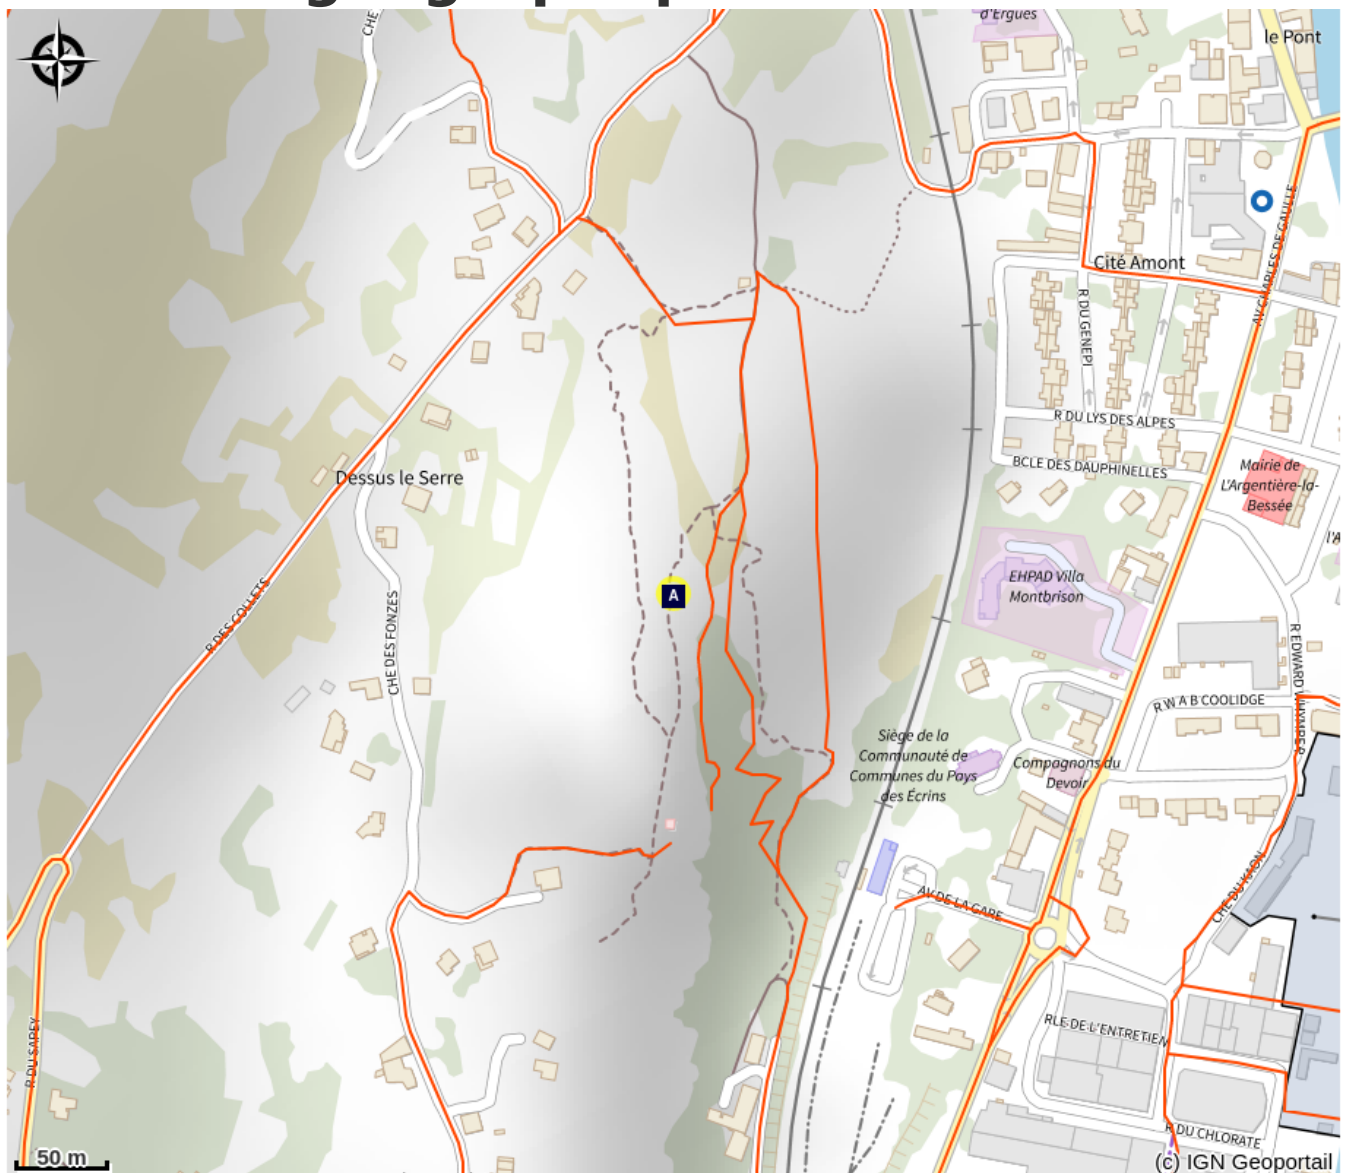 d'Ergues
le Pont
CHE
AV CHARLES DE GAULLE
Cité Amont
R DU GENEPI
R DU LYS DES ALPES
BCLE DES DAUPHINELLES
Mairie de
L'Argentière-la-
Bessée
Dessus le Serre
EHPAD Villa
Montbrison
A
R DES COLLETS
CHE DES FONZES
R EDWARD WHYMPER
R W A B COOLIDGE
Siège de la
Communauté de
Communes du Pays
des Écrins
Compagnons du
Devoir
CHE DU KAON
AV DE LA GARE
RLE DE L'ENTRETIEN
R DU SAPEY
R DU CHLORATE
50 m
(c) IGN Geoportail